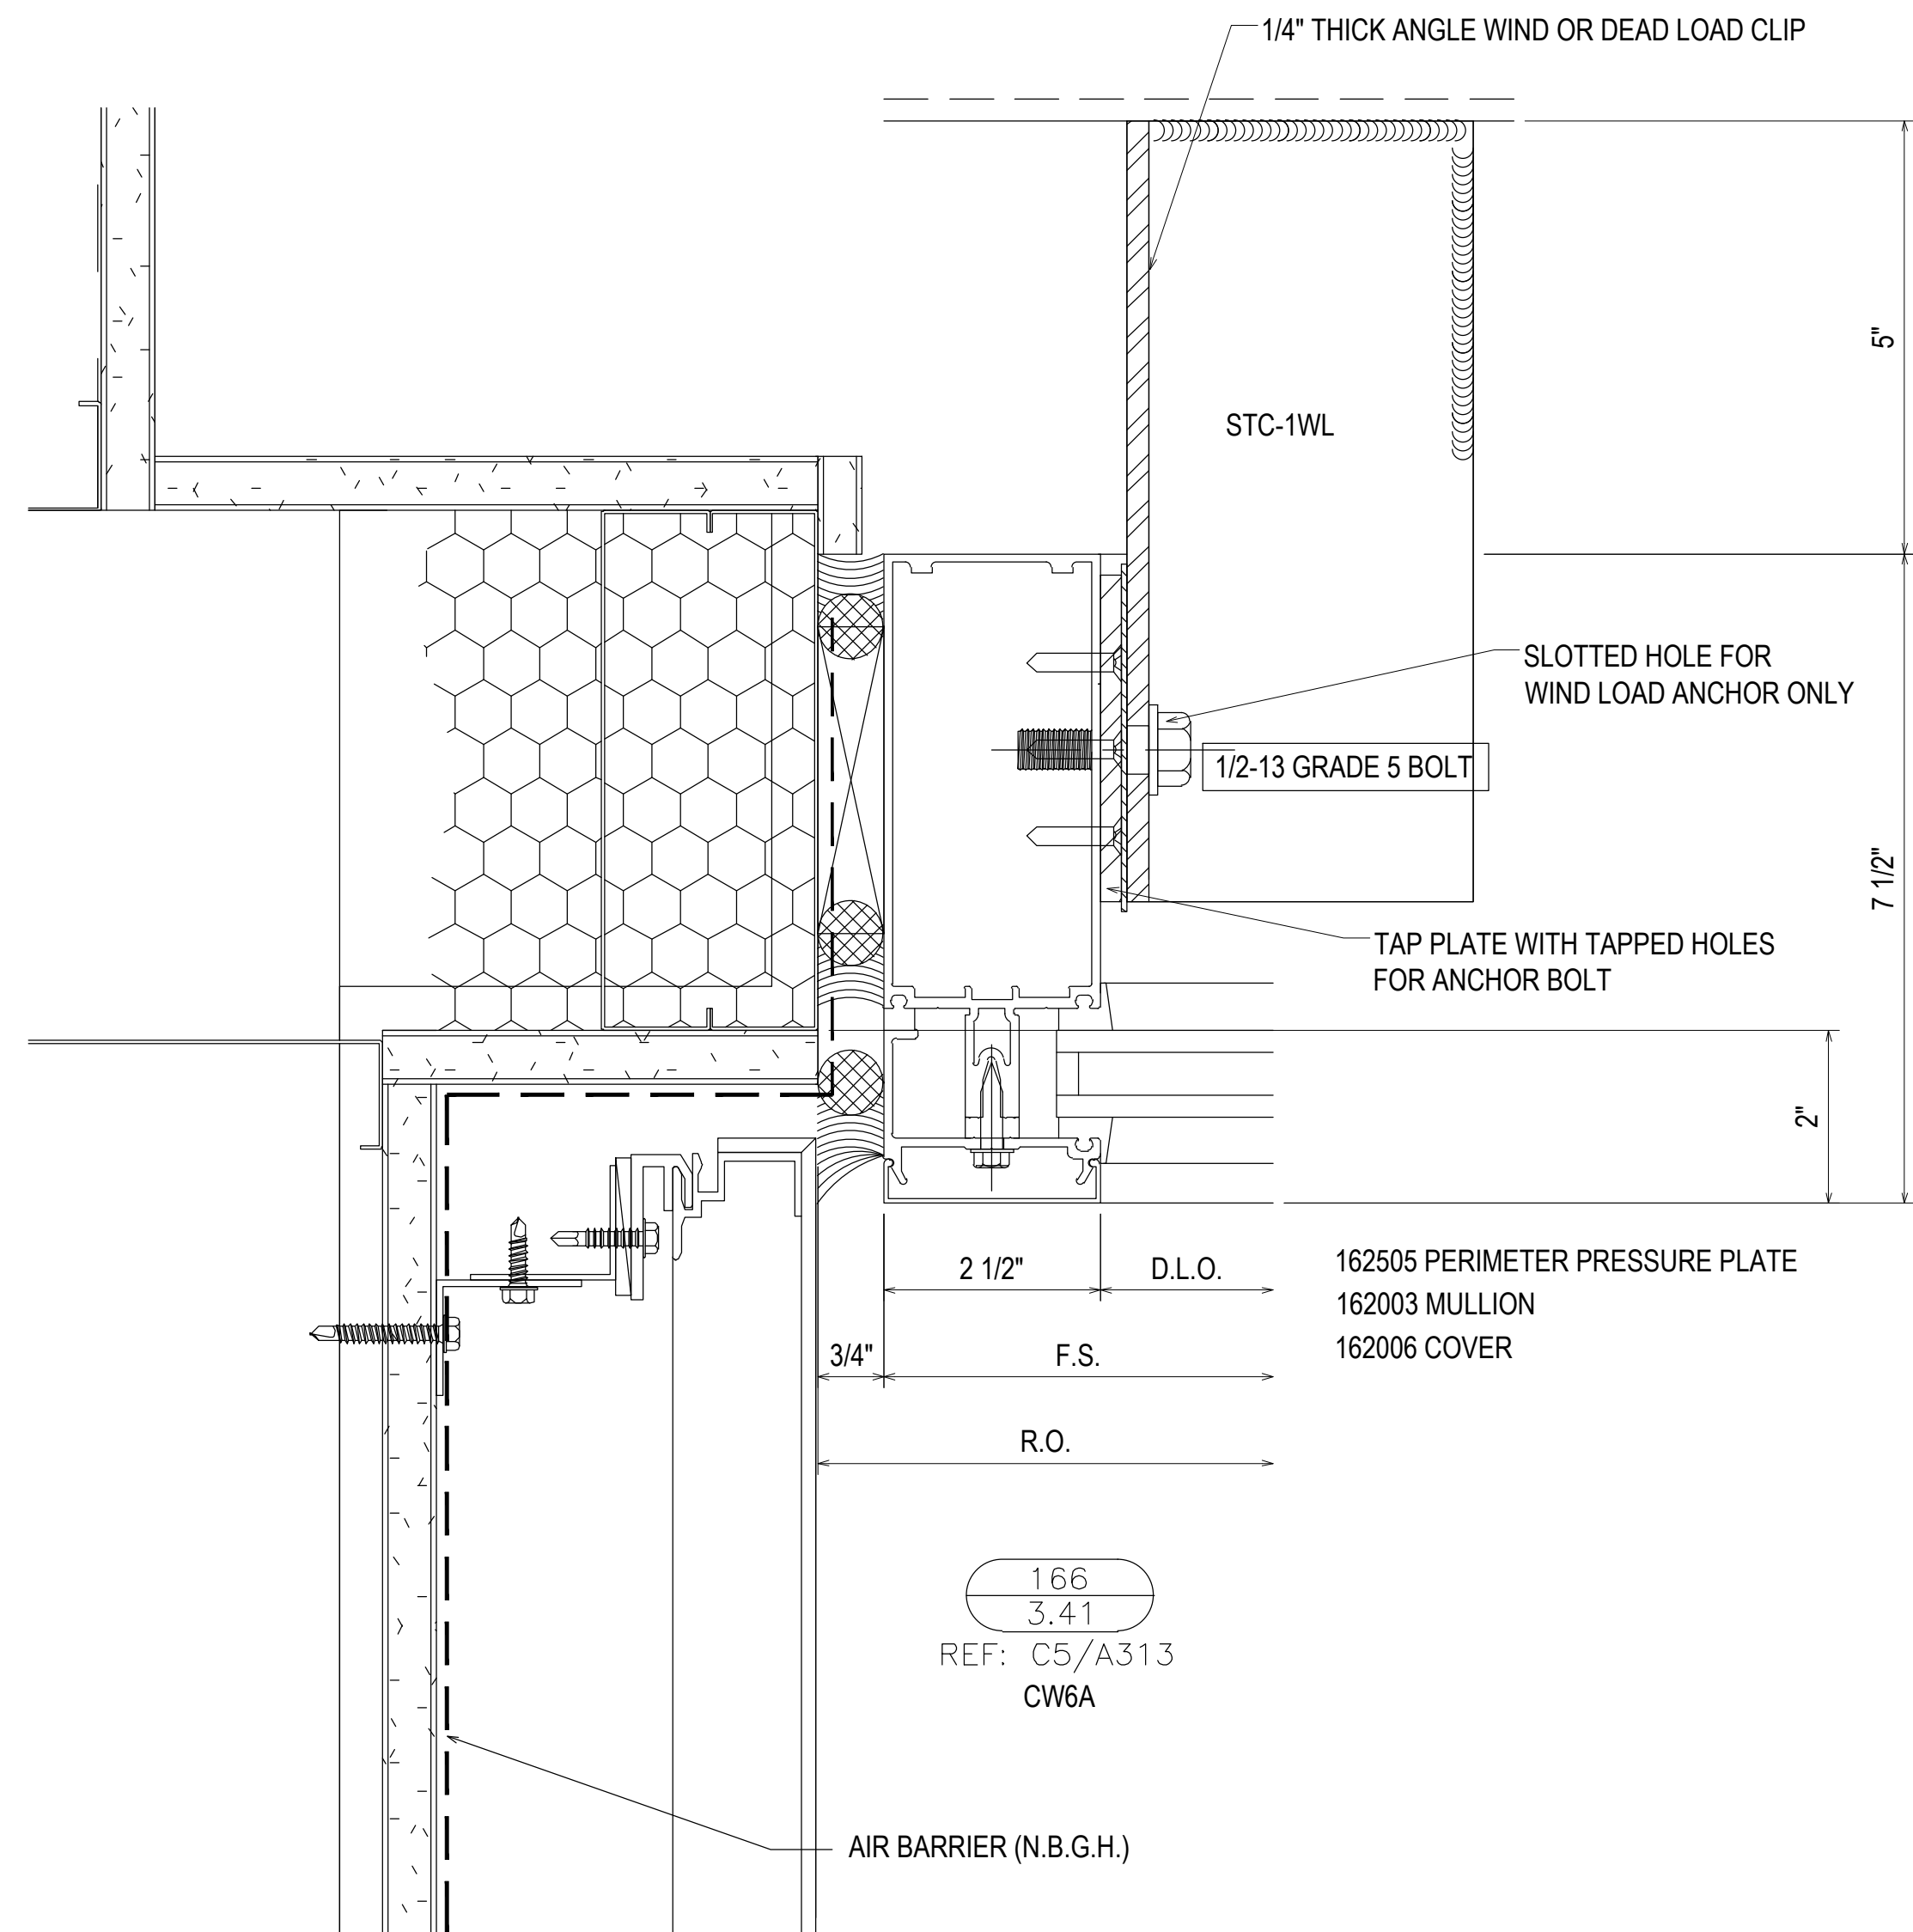 1/4" THICK ANGLE WIND OR DEAD LOAD CLIP
5"
STC-1WL
SLOTTED HOLE FOR
WIND LOAD ANCHOR ONLY
1/2-13 GRADE 5 BOLT
7 1/2"
TAP PLATE WITH TAPPED HOLES
FOR ANCHOR BOLT
2"
2 1/2"
D.L.O.
162505 PERIMETER PRESSURE PLATE
162003 MULLION
162006 COVER
3/4"
F.S.
R.O.
166
3.41
REF: C5/A313
CW6A
AIR BARRIER (N.B.G.H.)